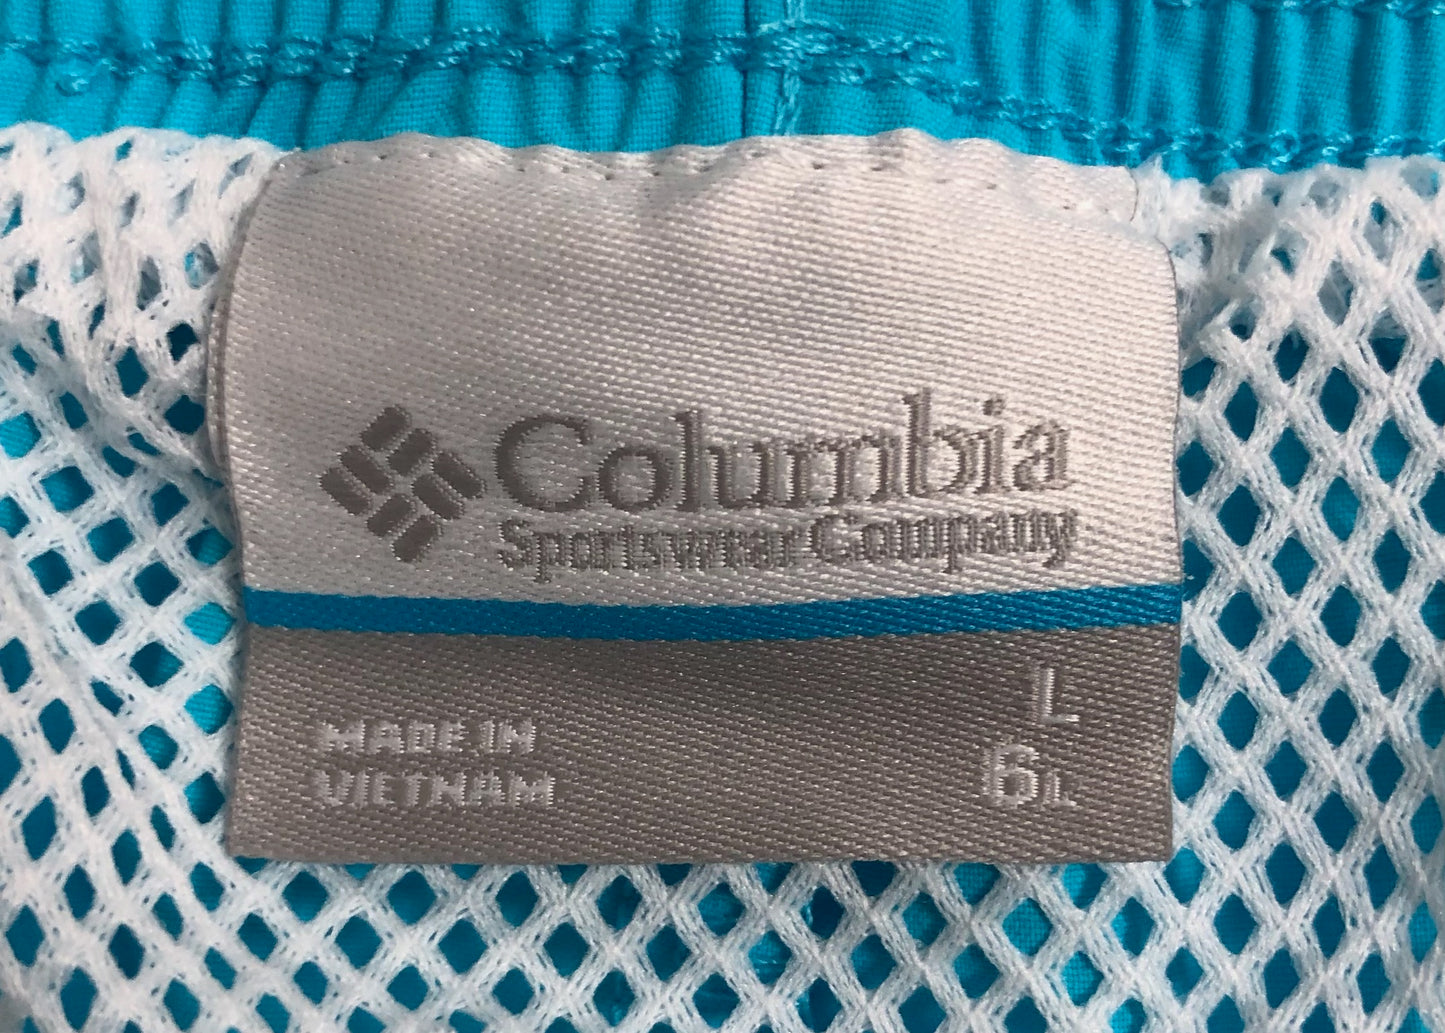 Columbia
Sportswear Company
MADE IN
VIETNAM
L
6L